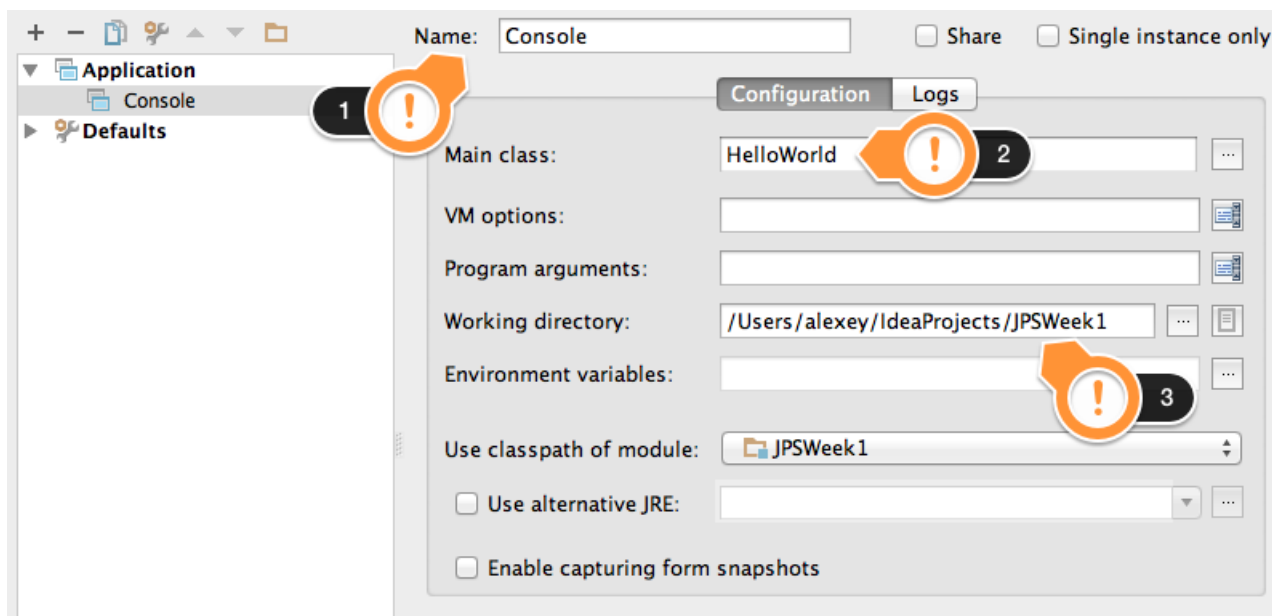 Name: Console Share Single instance only
Application
Console
Defaults
1
Configuration Logs
Main class: HelloWorld 2
VM options:
Program arguments:
Working directory: /Users/alexey/IdeaProjects/JPSWeek1
Environment variables:
3
Use classpath of module: JPSWeek1
Use alternative JRE:
Enable capturing form snapshots